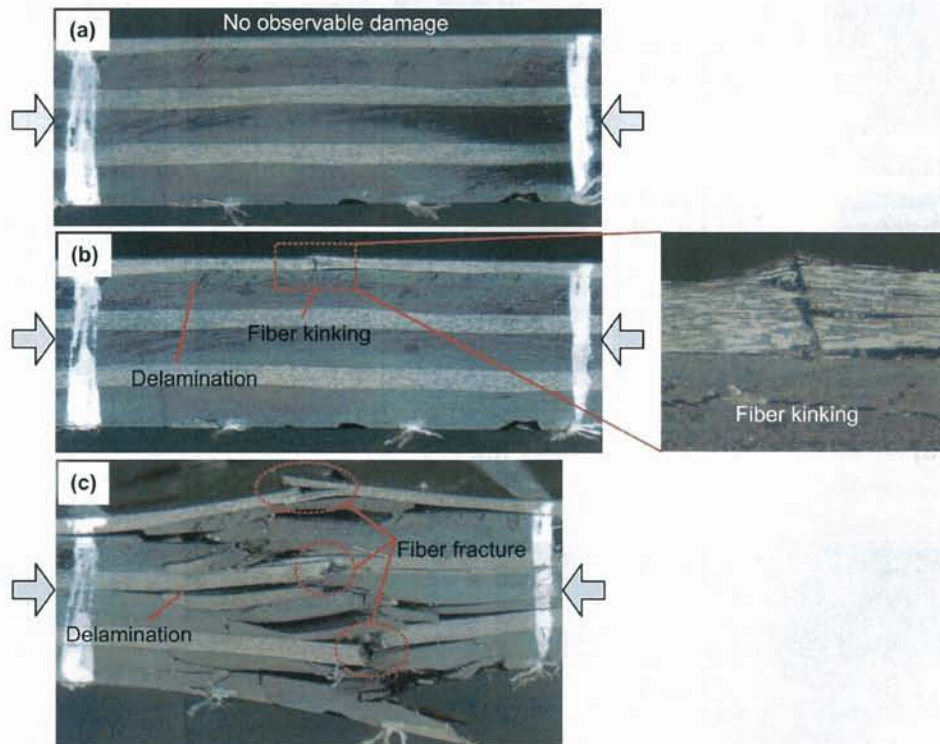 (a)
No observable damage
(b)
Fiber kinking
Delamination
Fiber kinking
(c)
Fiber fracture
Delamination